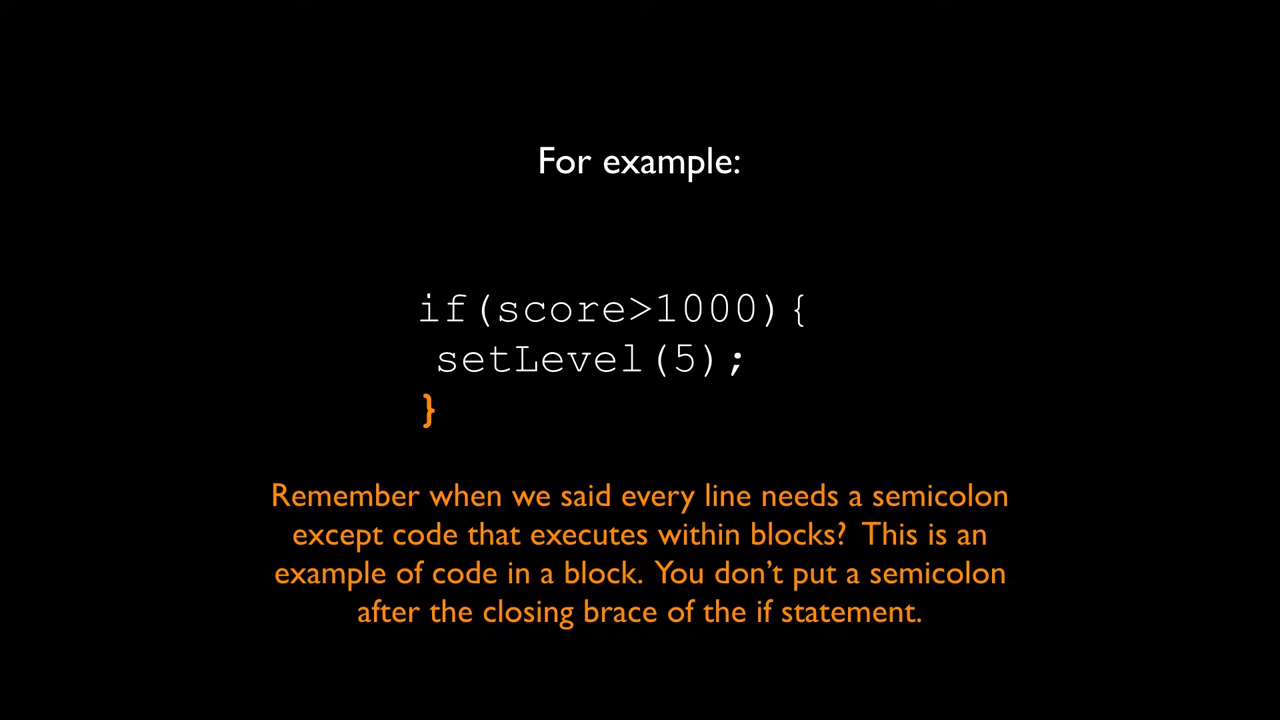 For example:
if(score>1000){
setLevel(5);
}
Remember when we said every line needs a semicolon
except code that executes within blocks?  This is an
example of code in a block.  You don’t put a semicolon
after the closing brace of the if statement.